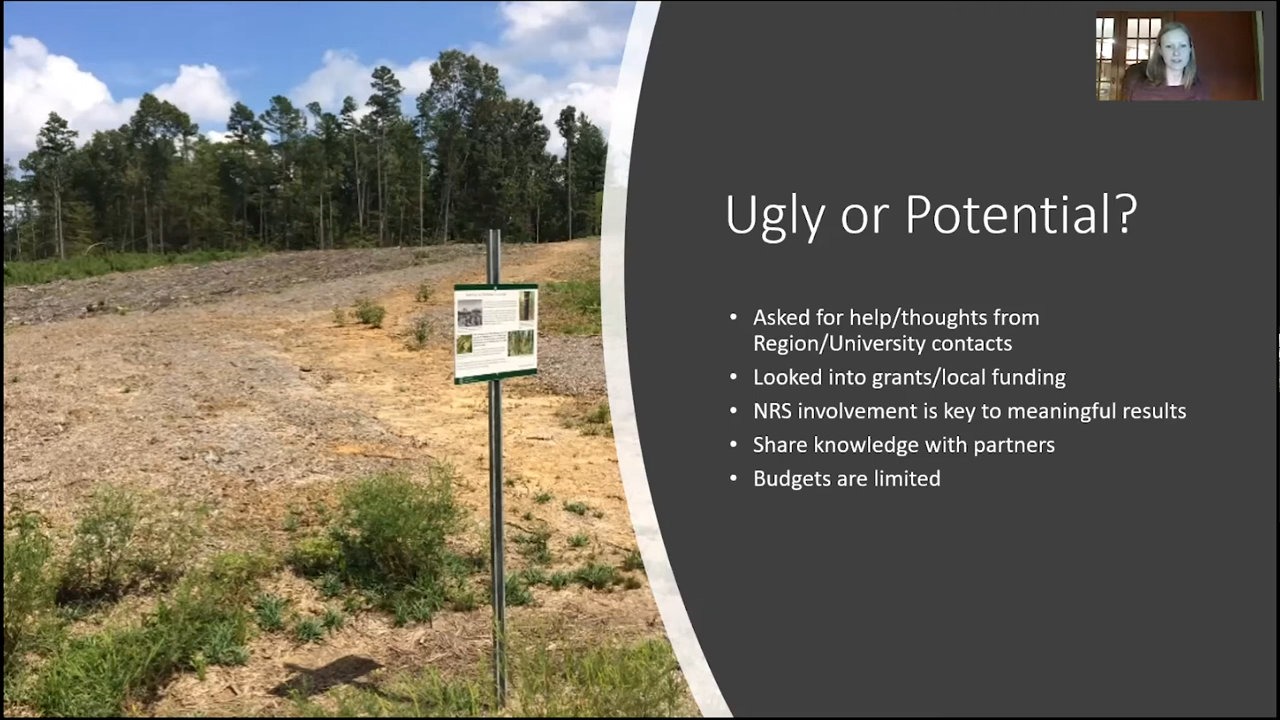 Ugly or Potential?
• Asked for help/thoughts from
Region/University contacts
• Looked into grants/local funding
• NRS involvement is key to meaningful results
• Share knowledge with partners
• Budgets are limited